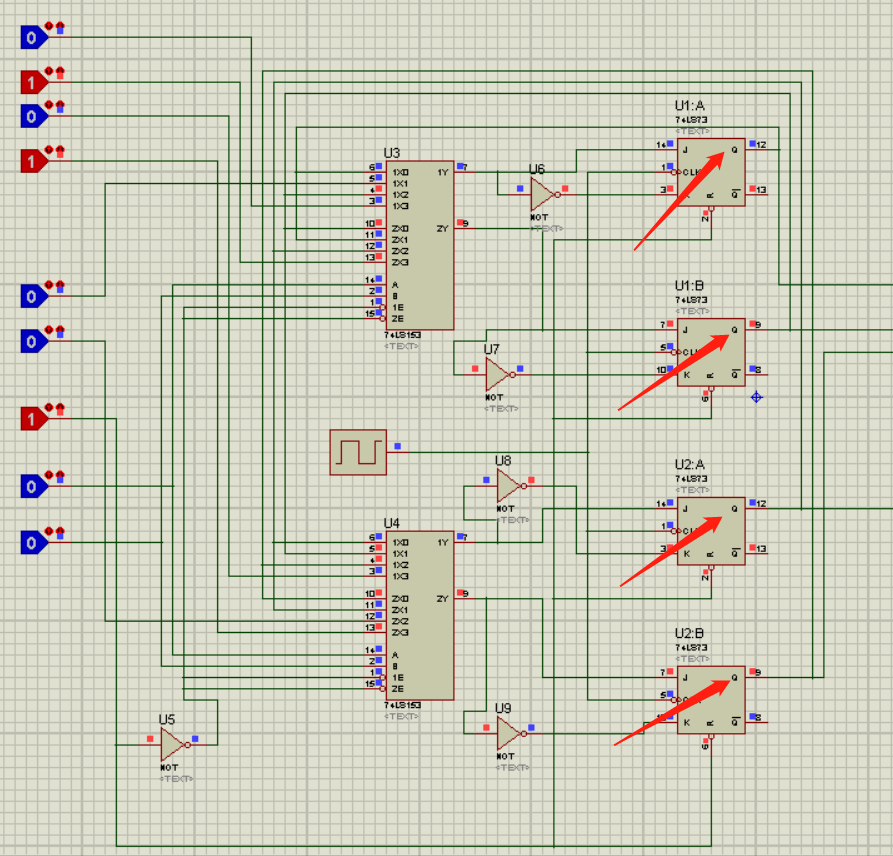 0
1
0
1
0
0
1
0
0
U3
6 1X0 1Y 7
5 1X1
4 1X2
3 1X3
10 2X0 2Y 9
11 2X1
12 2X2
13 2X3
14 A
2 B
1 1E
15 2E
74LS153
<TEXT>
U6
NOT
<TEXT>
U1:A
74LS73
<TEXT>
14 J Q 12
1 CLK
3 K Q 13
R
2
U1:B
74LS73
<TEXT>
7 J Q 9
5 CLK
10 K Q 8
R
6
U7
NOT
<TEXT>
U8
NOT
<TEXT>
U2:A
74LS73
<TEXT>
14 J Q 12
1 CLK
3 K Q 13
R
2
U4
6 1X0 1Y 7
5 1X1
4 1X2
3 1X3
10 2X0 2Y 9
11 2X1
12 2X2
13 2X3
14 A
2 B
1 1E
15 2E
74LS153
<TEXT>
U2:B
74LS73
<TEXT>
7 J Q 9
5 CLK
10 K Q 8
R
6
U9
NOT
<TEXT>
U5
NOT
<TEXT>